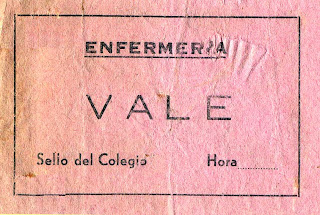 ENFERMERIA
VALE
Sello del Colegio Hora..........